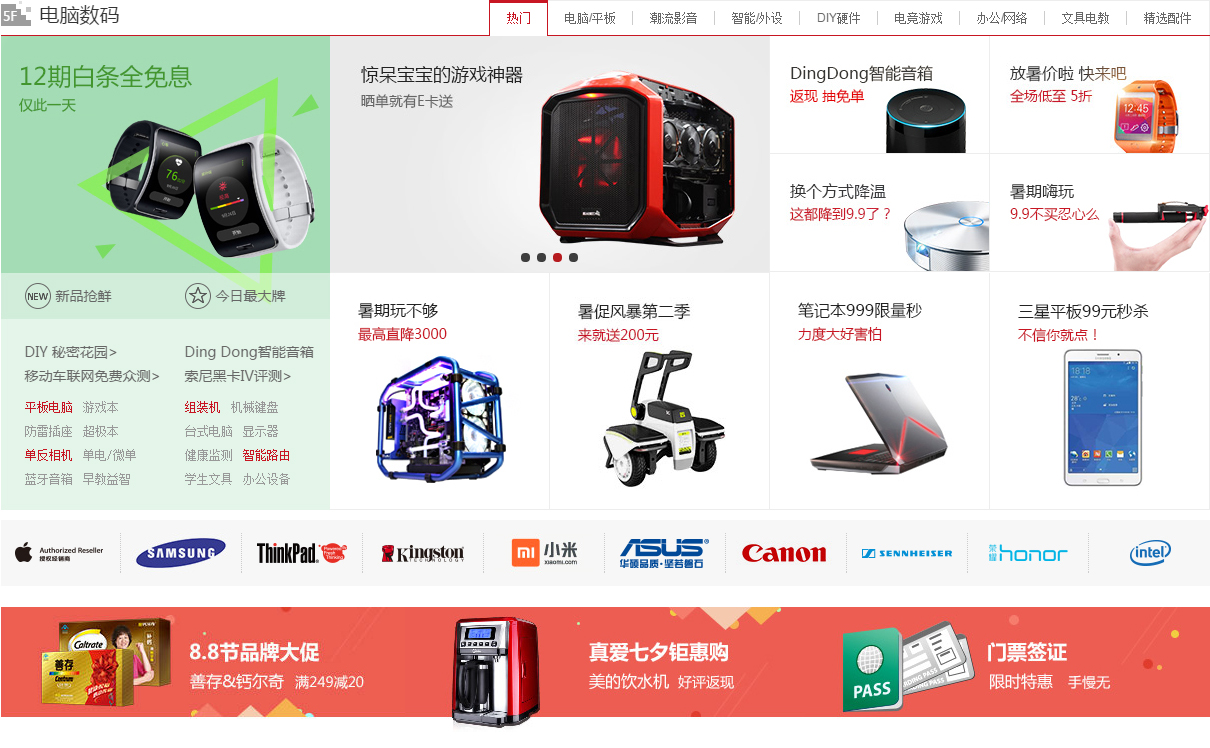 5F 电脑数码
热门 电脑/平板 潮流影音 智能/外设 DIY硬件 电竞游戏 办公/网络 文具电教 精选配件
12期白条全免息
仅此一天
惊呆宝宝的游戏神器
晒单就有E卡送
DingDong智能音箱
返现 抽免单
放暑价啦 快来吧
全场低至 5折
12:45
76
换个方式降温
这都降到9.9了？
暑期嗨玩
9.9不买忍心么
NEW 新品抢鲜
今日最大牌
DIY 秘密花园>
Ding Dong智能音箱
移动车联网免费众测>
索尼黑卡IV评测>
平板电脑 游戏本
组装机 机械键盘
防雷插座 超极本
台式电脑 显示器
单反相机 单电/微单
健康监测 智能路由
蓝牙音箱 早教益智
学生文具 办公设备
暑期玩不够
最高直降3000
暑促风暴第二季
来就送200元
笔记本999限量秒
力度大好害怕
三星平板99元秒杀
不信你就点！
18:18
28°
Authorized Reseller
授权经销商
SAMSUNG
ThinkPad
Powered by Fresh Thinking
Kingston
TECHNOLOGY
mi 小米
xiaomi.com
ASUS
华硕品质·坚若磐石
Canon
SENNHEISER
荣耀 honor
intel
Caltrate
善存
Centrum
8.8节品牌大促
善存&钙尔奇 满249减20
真爱七夕钜惠购
美的饮水机 好评返现
PASS
BOARDING PASS
门票签证
限时特惠 手慢无